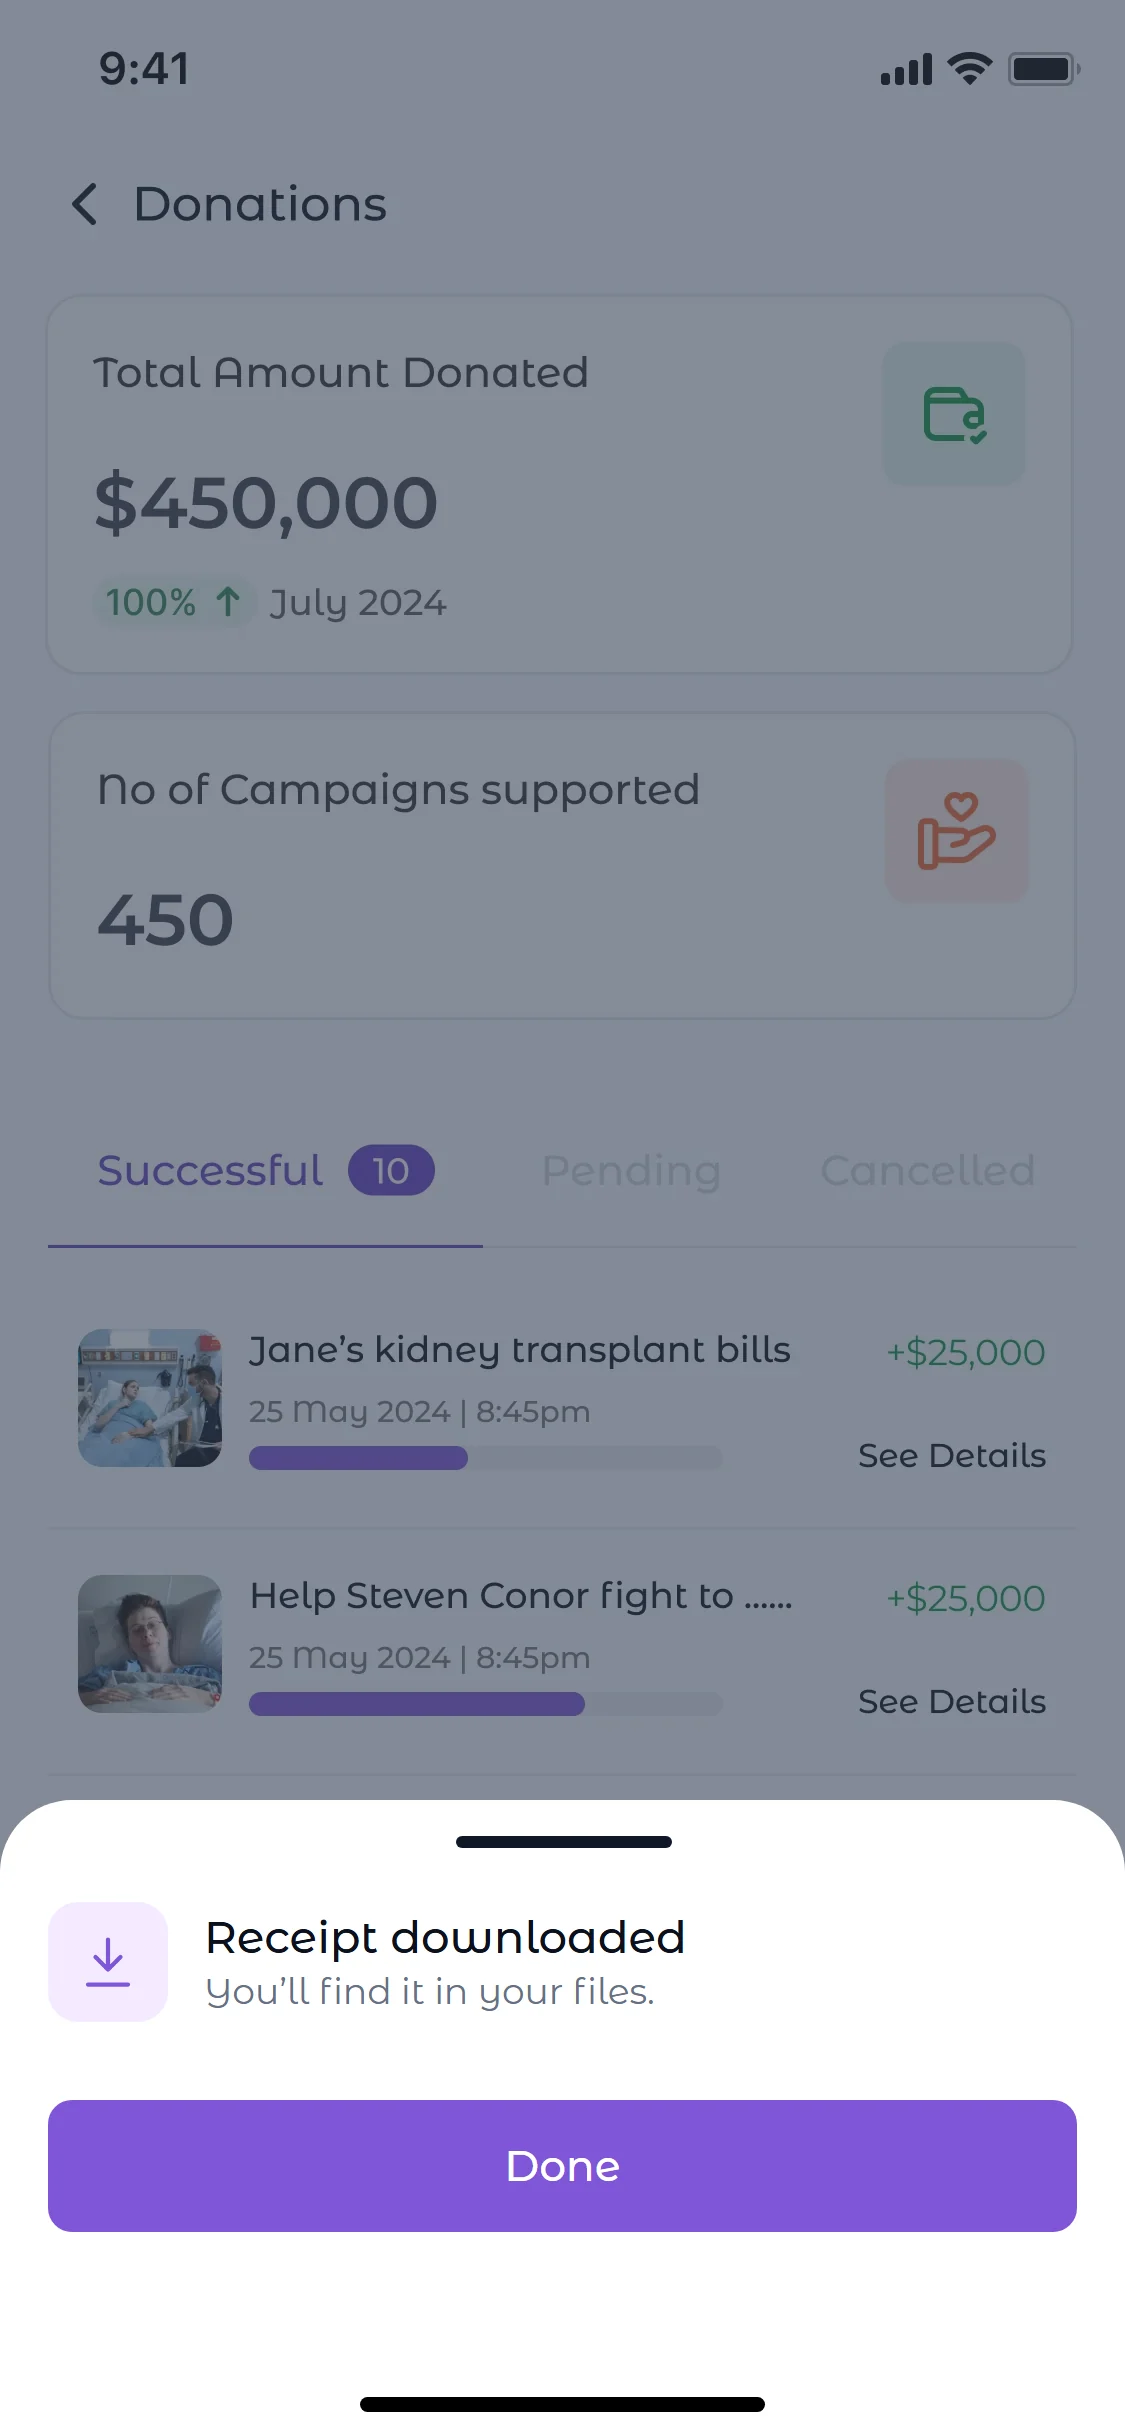 9:41
Donations
Total Amount Donated
$450,000
100% ↑ July 2024
No of Campaigns supported
450
Successful 10 Pending Cancelled
Jane’s kidney transplant bills +$25,000
25 May 2024 | 8:45pm
See Details
Help Steven Conor fight to ...... +$25,000
25 May 2024 | 8:45pm
See Details
Receipt downloaded
You’ll find it in your files.
Done